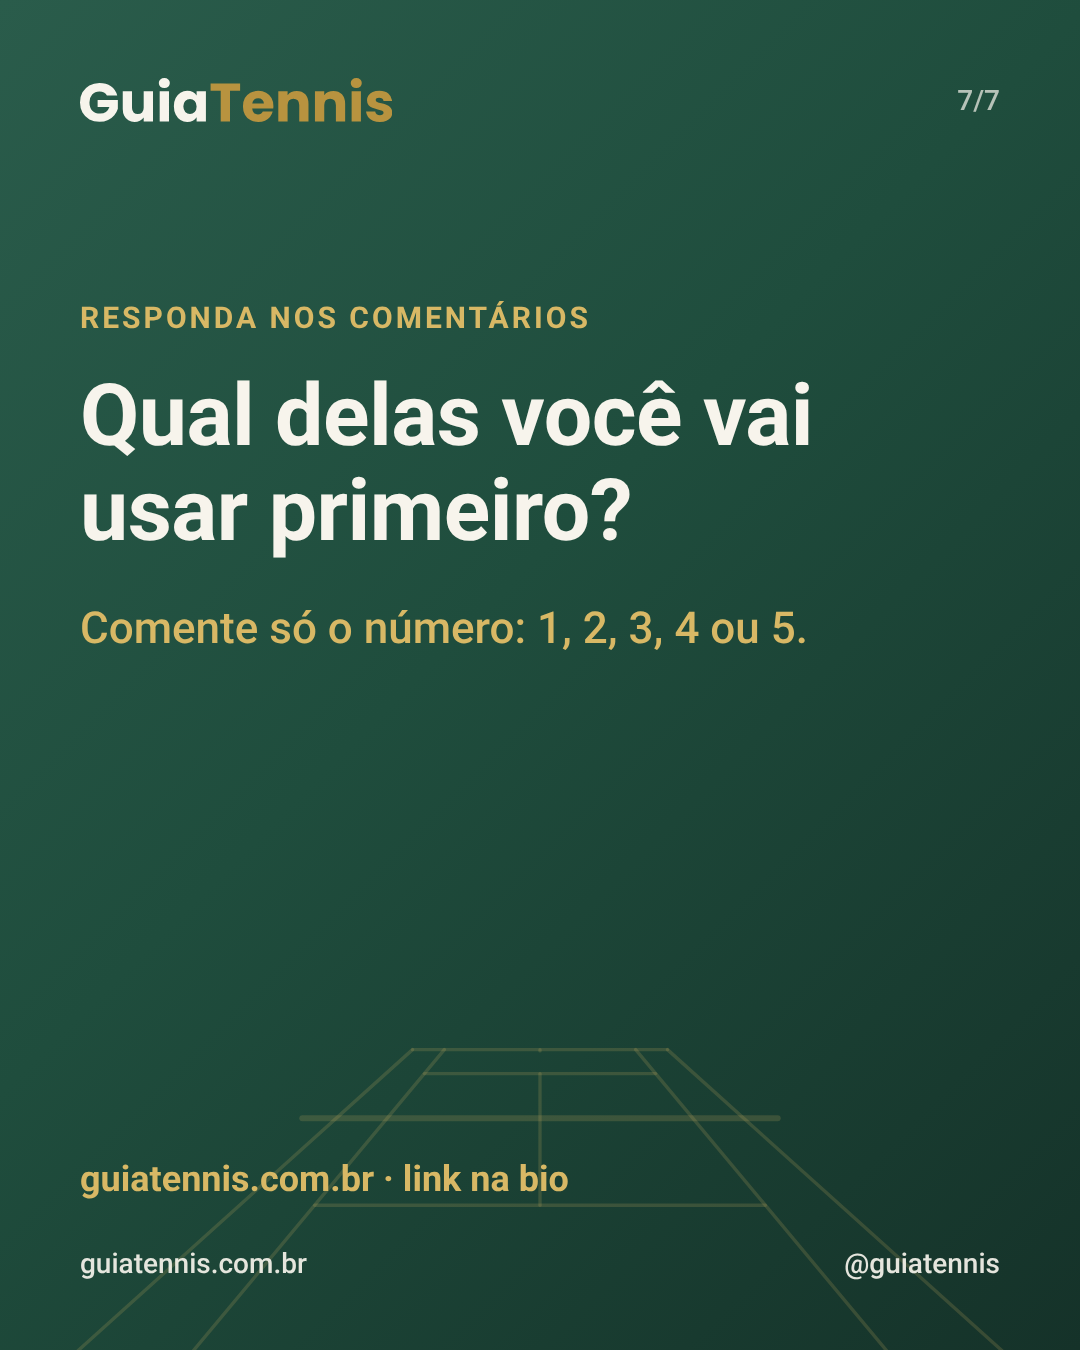 GuiaTennis
7/7
RESPONDA NOS COMENTÁRIOS
Qual delas você vai
usar primeiro?
Comente só o número: 1, 2, 3, 4 ou 5.
guiatennis.com.br · link na bio
guiatennis.com.br
@guiatennis